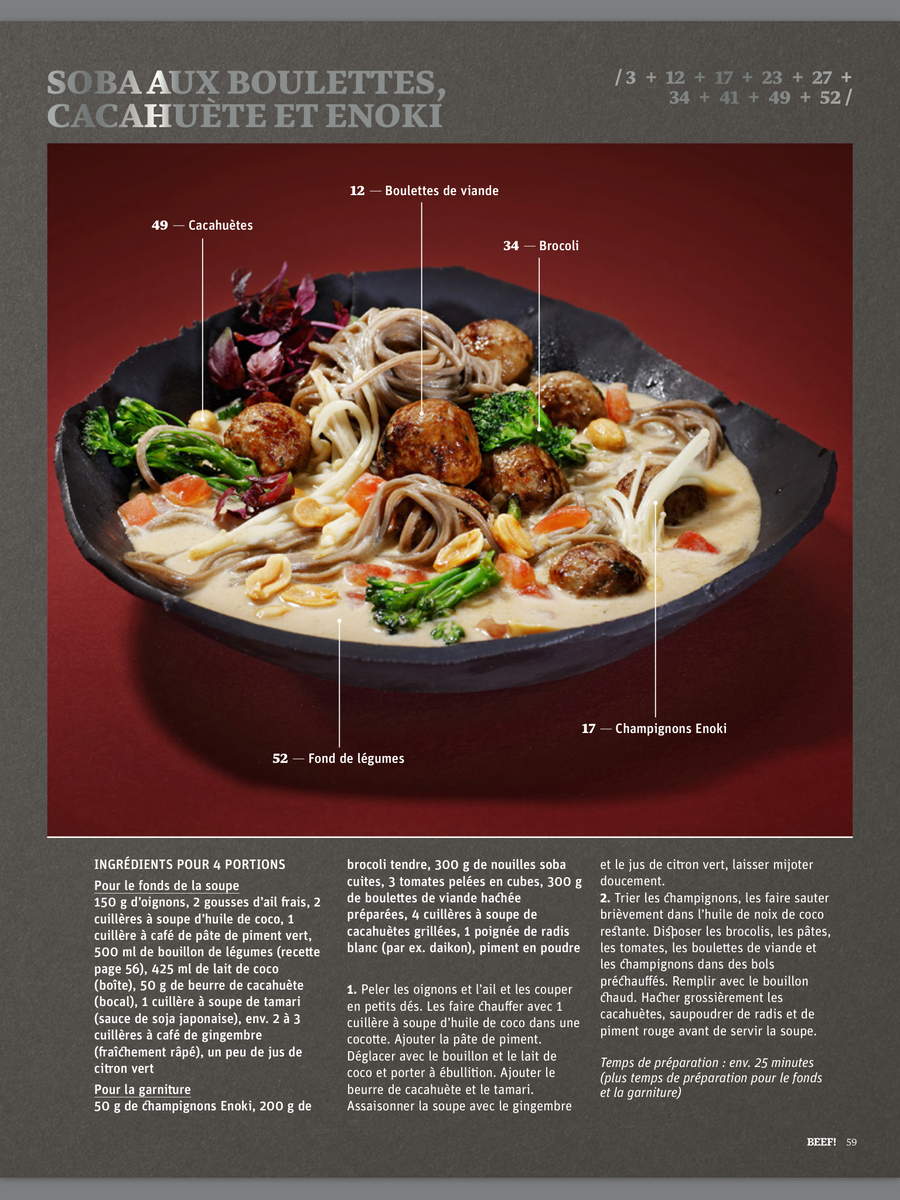 SOBA AUX BOULETTES,
CACAHUÈTE ET ENOKI
/ 3 + 12 + 17 + 23 + 27 +
34 + 41 + 49 + 52 /
12 — Boulettes de viande
49 — Cacahuètes
34 — Brocoli
17 — Champignons Enoki
52 — Fond de légumes
INGRÉDIENTS POUR 4 PORTIONS
Pour le fonds de la soupe
150 g d'oignons, 2 gousses d'ail frais, 2
cuillères à soupe d'huile de coco, 1
cuillère à café de pâte de piment vert,
500 ml de bouillon de légumes (recette
page 56), 425 ml de lait de coco
(boîte), 50 g de beurre de cacahuète
(bocal), 1 cuillère à soupe de tamari
(sauce de soja japonaise), env. 2 à 3
cuillères à café de gingembre
(fraîchement râpé), un peu de jus de
citron vert
Pour la garniture
50 g de champignons Enoki, 200 g de
brocoli tendre, 300 g de nouilles soba
cuites, 3 tomates pelées en cubes, 300 g
de boulettes de viande hachée
préparées, 4 cuillères à soupe de
cacahuètes grillées, 1 poignée de radis
blanc (par ex. daikon), piment en poudre
1. Peler les oignons et l'ail et les couper
en petits dés. Les faire chauffer avec 1
cuillère à soupe d'huile de coco dans une
cocotte. Ajouter la pâte de piment.
Déglacer avec le bouillon et le lait de
coco et porter à ébullition. Ajouter le
beurre de cacahuète et le tamari.
Assaisonner la soupe avec le gingembre
et le jus de citron vert, laisser mijoter
doucement.
2. Trier les champignons, les faire sauter
brièvement dans l'huile de noix de coco
restante. Disposer les brocolis, les pâtes,
les tomates, les boulettes de viande et
les champignons dans des bols
préchauffés. Remplir avec le bouillon
chaud. Hacher grossièrement les
cacahuètes, saupoudrer de radis et de
piment rouge avant de servir la soupe.
Temps de préparation : env. 25 minutes
(plus temps de préparation pour le fonds
et la garniture)
BEEF! 59